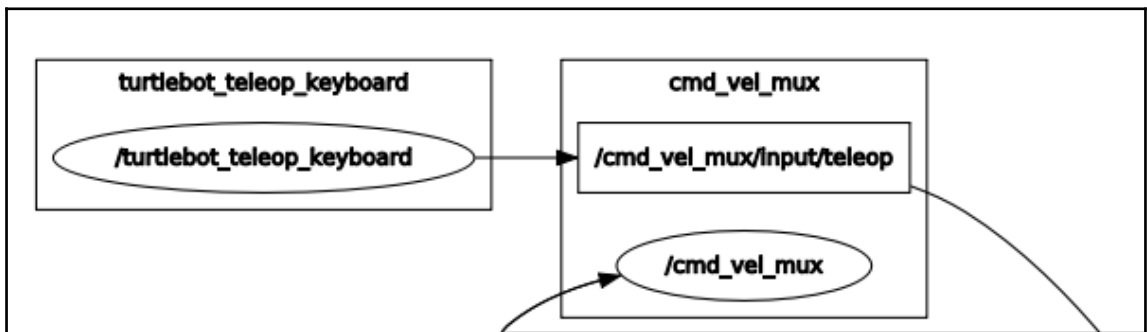 turtlebot_teleop_keyboard
/turtlebot_teleop_keyboard
cmd_vel_mux
/cmd_vel_mux/input/teleop
/cmd_vel_mux